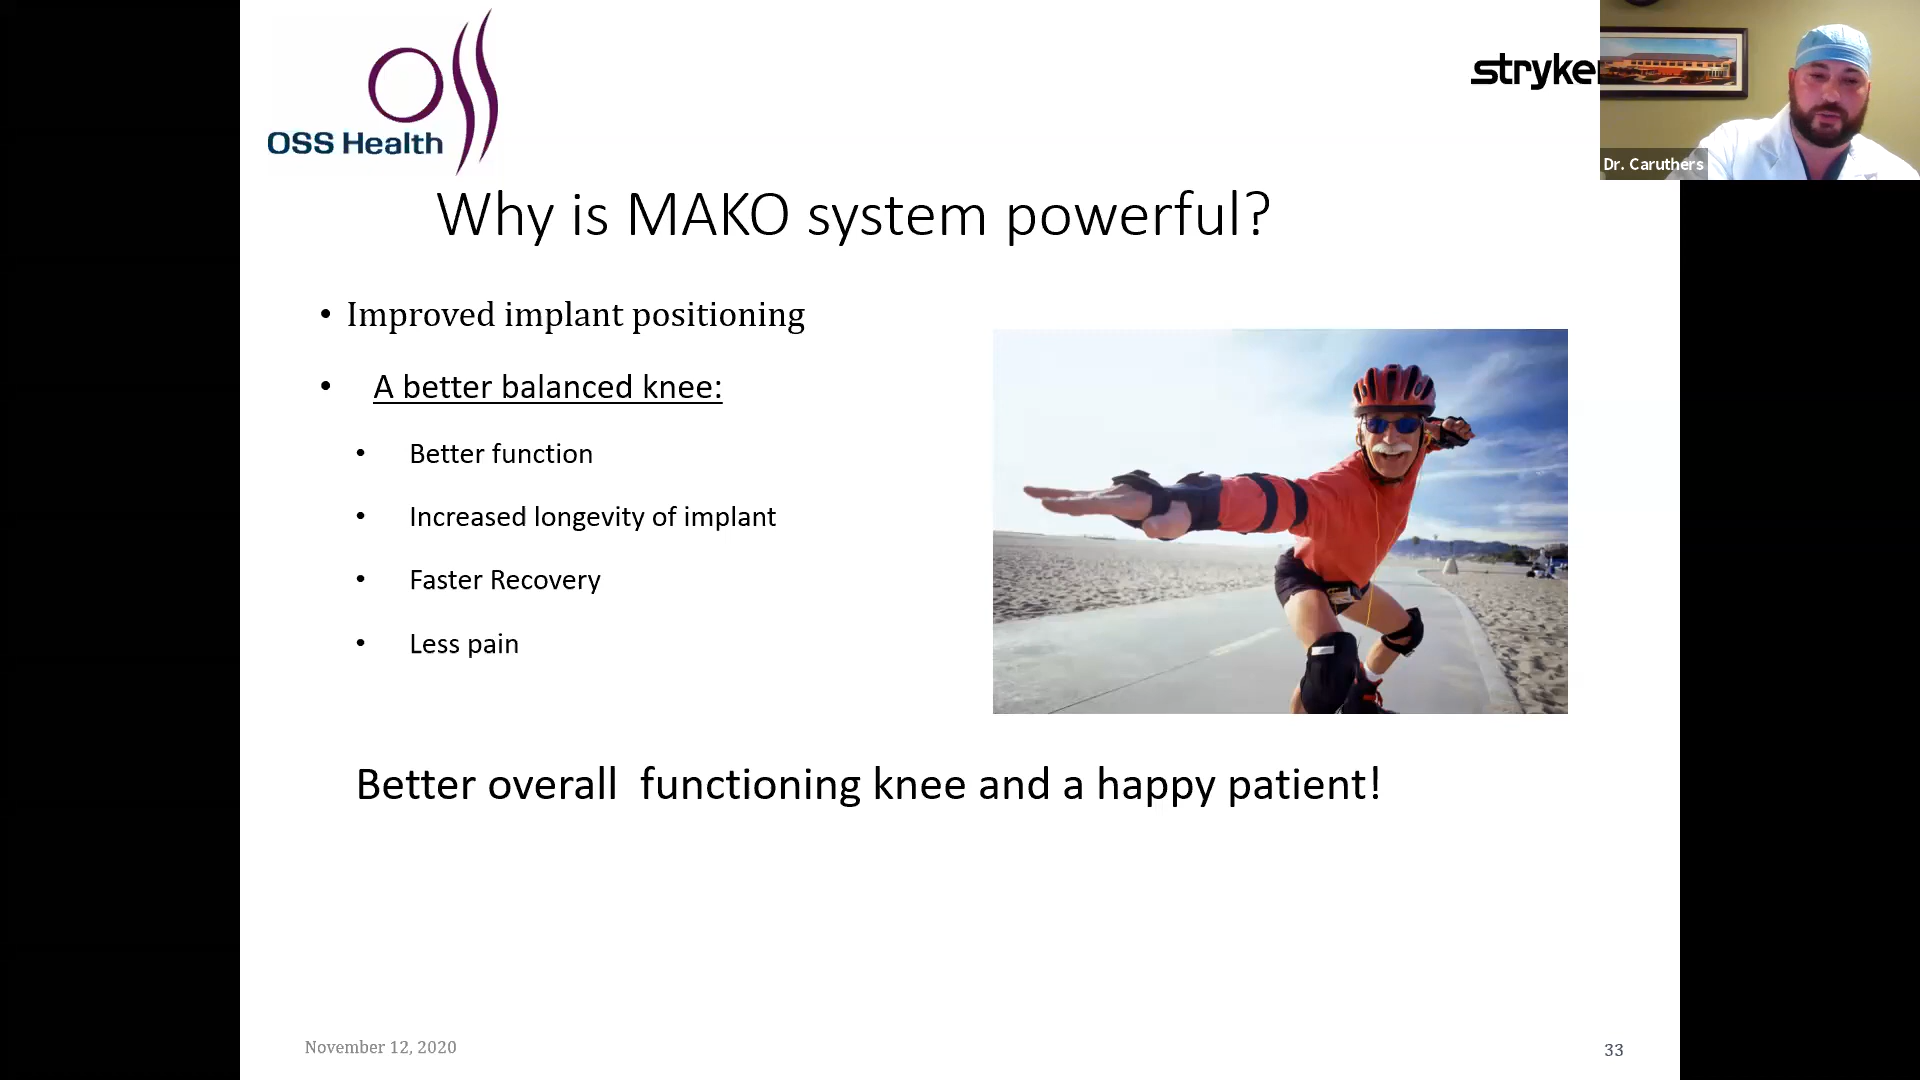 OSS Health
stryke
Dr. Caruthers
Why is MAKO system powerful?
• Improved implant positioning
• A better balanced knee:
• Better function
• Increased longevity of implant
• Faster Recovery
• Less pain
Better overall  functioning knee and a happy patient!
November 12, 2020
33